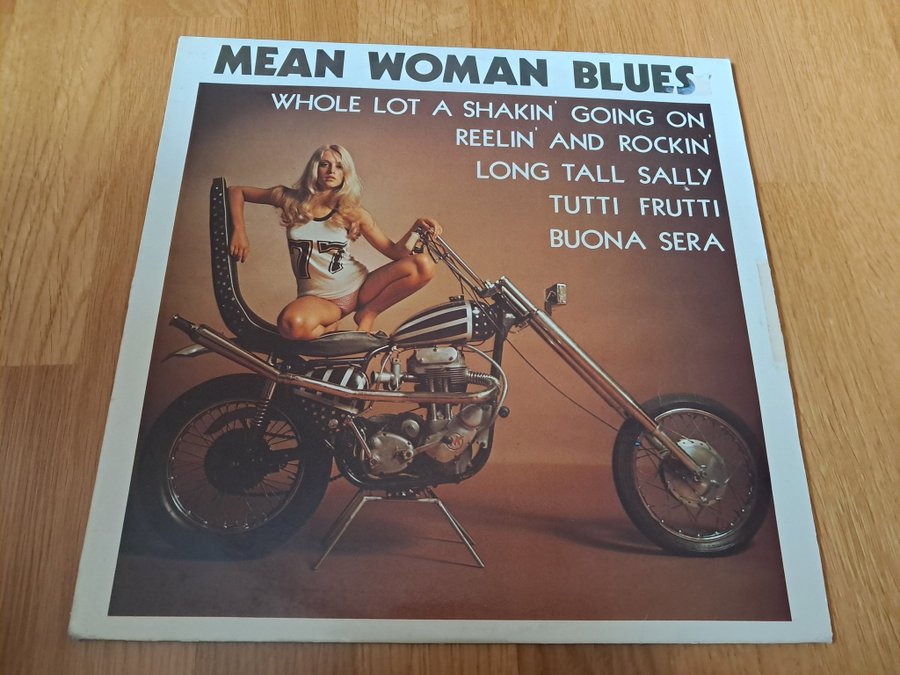 MEAN WOMAN BLUES
WHOLE LOT A SHAKIN' GOING ON
REELIN' AND ROCKIN'
LONG TALL SALLY
TUTTI FRUTTI
BUONA SERA
77